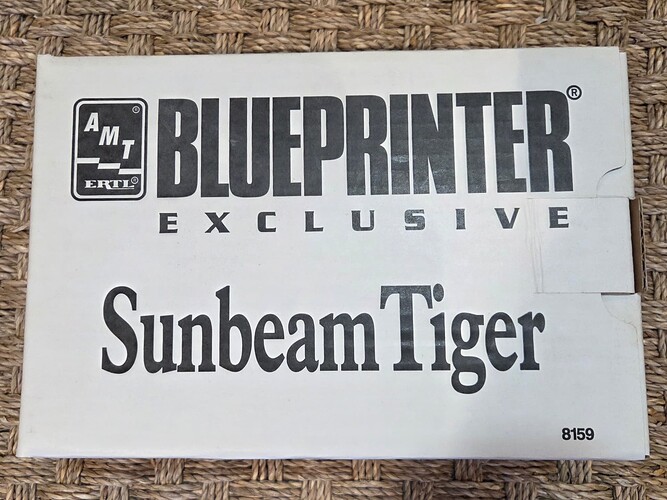 AMT®
ERTL®
BLUEPRINTER®
EXCLUSIVE
Sunbeam Tiger
8159